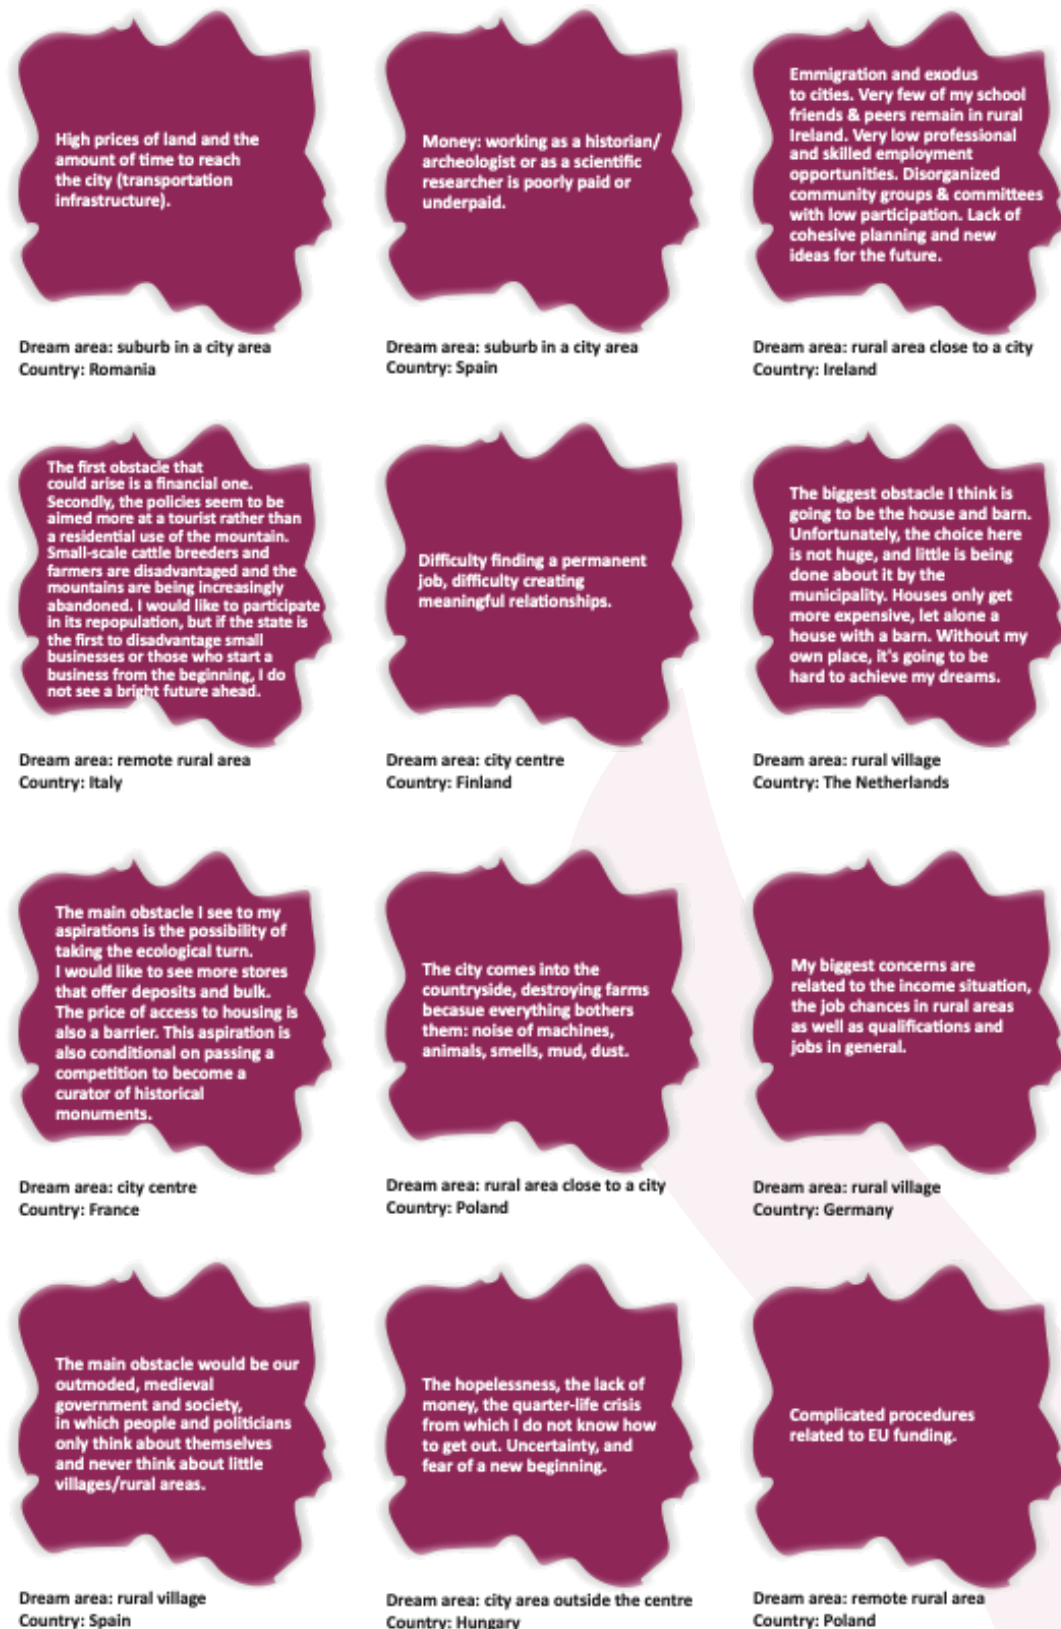 High prices of land and the
amount of time to reach
the city (transportation
infrastructure).
Dream area: suburb in a city area
Country: Romania
Money: working as a historian/
archeologist or as a scientific
researcher is poorly paid or
underpaid.
Dream area: suburb in a city area
Country: Spain
Emmigration and exodus
to cities. Very few of my school
friends & peers remain in rural
Ireland. Very low professional
and skilled employment
opportunities. Disorganized
community groups & committees
with low participation. Lack of
cohesive planning and new
ideas for the future.
Dream area: rural area close to a city
Country: Ireland
The first obstacle that
could arise is a financial one.
Secondly, the policies seem to be
aimed more at a tourist rather than
a residential use of the mountain.
Small-scale cattle breeders and
farmers are disadvantaged and the
mountains are being increasingly
abandoned. I would like to participate
in its repopulation, but if the state is
the first to disadvantage small
businesses or those who start a
business from the beginning, I do
not see a bright future ahead.
Dream area: remote rural area
Country: Italy
Difficulty finding a permanent
job, difficulty creating
meaningful relationships.
Dream area: city centre
Country: Finland
The biggest obstacle I think is
going to be the house and barn.
Unfortunately, the choice here
is not huge, and little is being
done about it by the
municipality. Houses only get
more expensive, let alone a
house with a barn. Without my
own place, it's going to be
hard to achieve my dreams.
Dream area: rural village
Country: The Netherlands
The main obstacle I see to my
aspirations is the possibility of
taking the ecological turn.
I would like to see more stores
that offer deposits and bulk.
The price of access to housing is
also a barrier. This aspiration is
also conditional on passing a
competition to become a
curator of historical
monuments.
Dream area: city centre
Country: France
The city comes into the
countryside, destroying farms
becasue everything bothers
them: noise of machines,
animals, smells, mud, dust.
Dream area: rural area close to a city
Country: Poland
My biggest concerns are
related to the income situation,
the job chances in rural areas
as well as qualifications and
jobs in general.
Dream area: rural village
Country: Germany
The main obstacle would be our
outmoded, medieval
government and society,
in which people and politicians
only think about themselves
and never think about little
villages/rural areas.
Dream area: rural village
Country: Spain
The hopelessness, the lack of
money, the quarter-life crisis
from which I do not know how
to get out. Uncertainty, and
fear of a new beginning.
Dream area: city area outside the centre
Country: Hungary
Complicated procedures
related to EU funding.
Dream area: remote rural area
Country: Poland